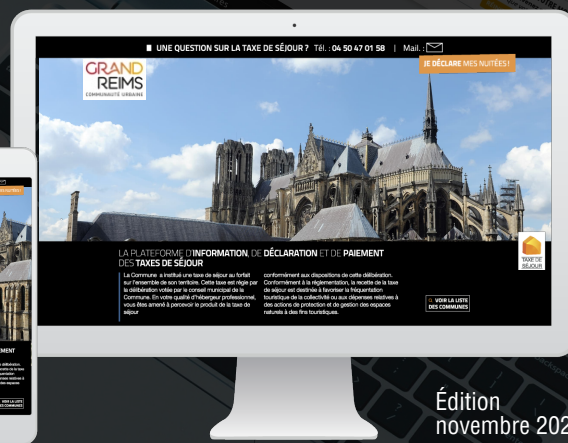 UNE QUESTION SUR LA TAXE DE SÉJOUR ? Tél. : 04 50 47 01 58 | Mail. :
JE DÉCLARE MES NUITÉES !
GRAND
REIMS
COMMUNAUTÉ URBAINE
LA PLATEFORME D'INFORMATION, DE DÉCLARATION ET DE PAIEMENT
DES TAXES DE SÉJOUR
La Commune a institué une taxe de séjour au forfait
sur l'ensemble de son territoire. Cette taxe est régie par
la délibération votée par le conseil municipal de la
Commune. En votre qualité d'hébergeur professionnel,
vous êtes amené à percevoir le produit de la taxe de
séjour
conformément aux dispositions de cette délibération.
Conformément à la réglementation, la recette de la taxe
de séjour est destinée à favoriser la fréquentation
touristique de la collectivité ou aux dépenses relatives à
des actions de protection et de gestion des espaces
naturels à des fins touristiques.
TAXE DE
SÉJOUR
VOIR LA LISTE
DES COMMUNES
VOIR LA LISTE
DES COMMUNES
Édition
novembre 202